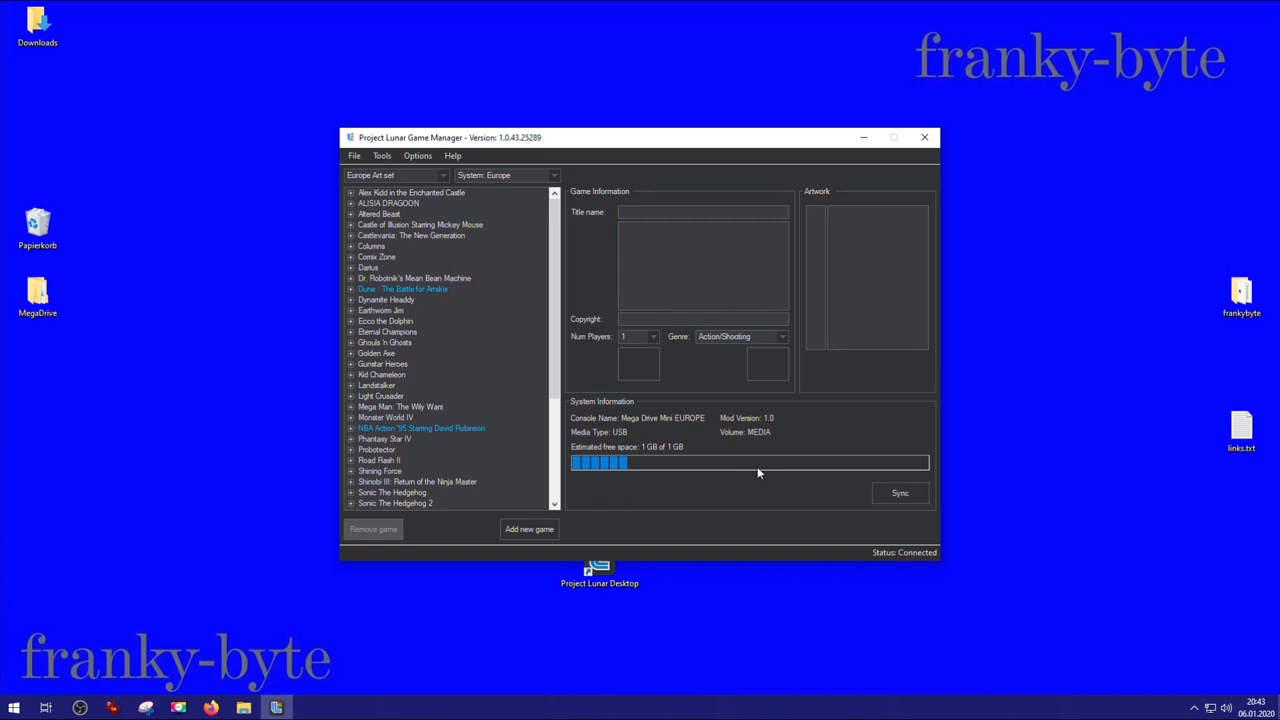 Downloads
franky-byte
Project Lunar Game Manager - Version: 1.0.43.25289
File Tools Options Help
Europe Art set
System: Europe
Alex Kidd in the Enchanted Castle
ALISIA DRAGOON
Altered Beast
Castle of Illusion Starring Mickey Mouse
Castlevania: The New Generation
Columns
Comix Zone
Darius
Dr. Robotnik's Mean Bean Machine
Dune : The Battle for Arrakis
Dynamite Headdy
Earthworm Jim
Ecco the Dolphin
Eternal Champions
Ghouls 'n Ghosts
Golden Axe
Gunstar Heroes
Kid Chameleon
Landstalker
Light Crusader
Mega Man: The Wily Wars
Monster World IV
NBA Action '95 Starring David Robinson
Phantasy Star IV
Probotector
Road Rash II
Shining Force
Shinobi III: Return of the Ninja Master
Sonic The Hedgehog
Sonic The Hedgehog 2
Remove game
Add new game
Game Information
Title name:
Copyright:
Num Players: 1 Genre: Action/Shooting
Artwork
System Information
Console Name: Mega Drive Mini EUROPE Mod Version: 1.0
Media Type: USB Volume: MEDIA
Estimated free space: 1 GB of 1 GB
Sync
Status: Connected
Papierkorb
MegaDrive
frankybyte
links.txt
Project Lunar Desktop
franky-byte
20:43
06.01.2020